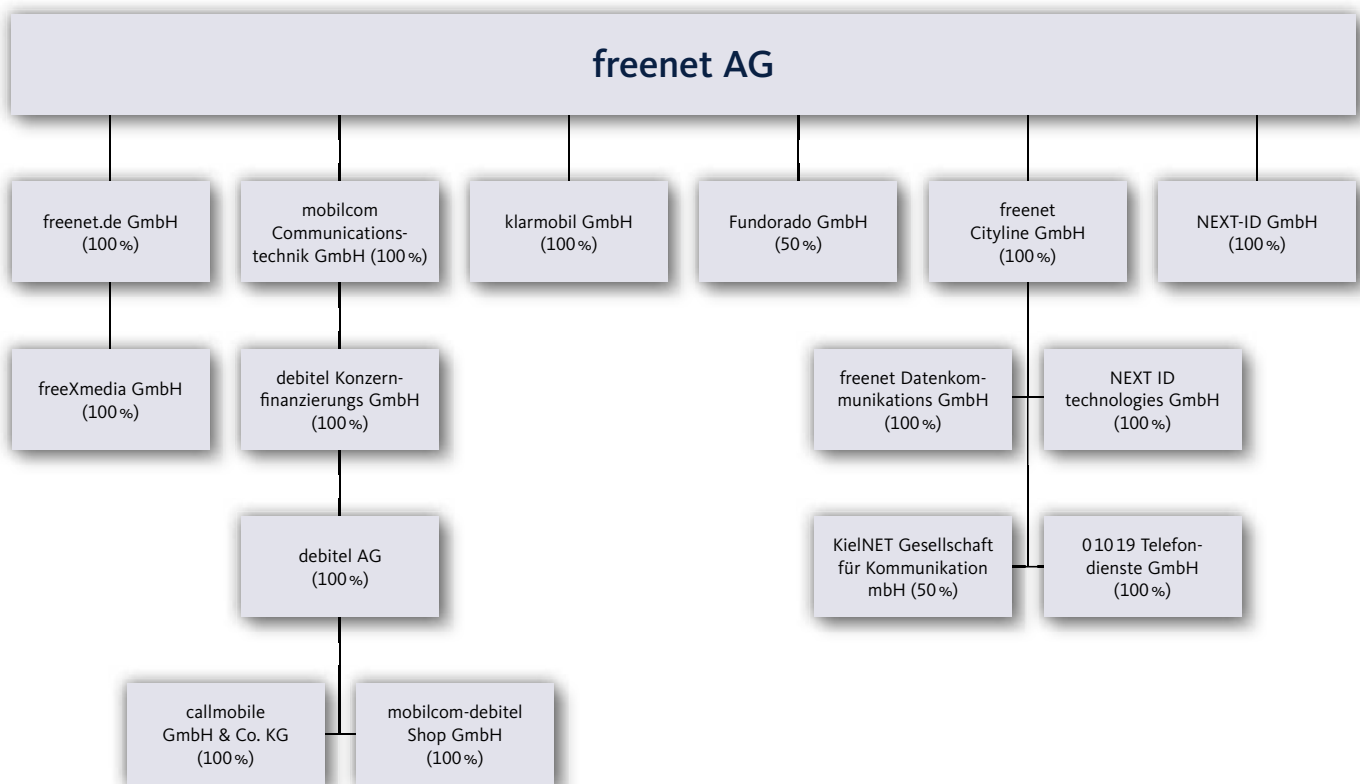 freenet AG
freenet.de GmbH
(100 %)
mobilcom
Communications-
technik GmbH (100 %)
klarmobil GmbH
(100 %)
Fundorado GmbH
(50 %)
freenet
Cityline GmbH
(100 %)
NEXT-ID GmbH
(100 %)
freeXmedia GmbH
(100 %)
debitel Konzern-
finanzierungs GmbH
(100 %)
freenet Datenkom-
munikations GmbH
(100 %)
NEXT ID
technologies GmbH
(100 %)
debitel AG
(100 %)
KielNET Gesellschaft
für Kommunikation
mbH (50 %)
01019 Telefon-
dienste GmbH
(100 %)
callmobile
GmbH & Co. KG
(100 %)
mobilcom-debitel
Shop GmbH
(100 %)